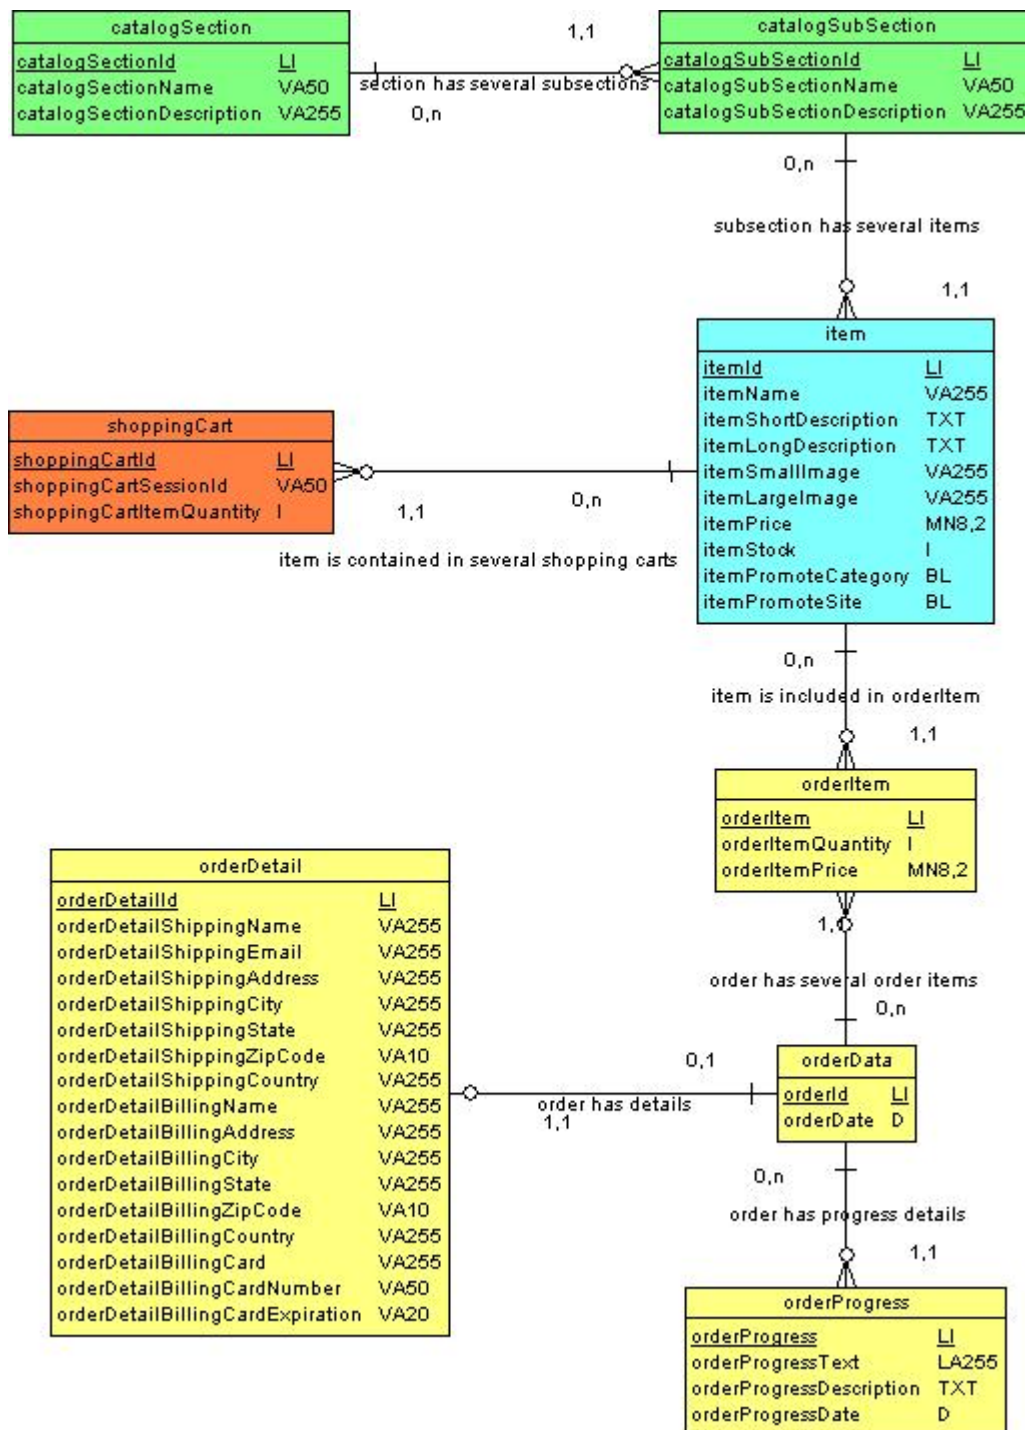 catalogSection
catalogSectionId LI
catalogSectionName VA50
catalogSectionDescription VA255
1,1
section has several subsections
0,n
catalogSubSection
catalogSubSectionId LI
catalogSubSectionName VA50
catalogSubSectionDescription VA255
0,n
subsection has several items
1,1
item
itemId LI
itemName VA255
itemShortDescription TXT
itemLongDescription TXT
itemSmallImage VA255
itemLargeImage VA255
itemPrice MN8,2
itemStock I
itemPromoteCategory BL
itemPromoteSite BL
shoppingCart
shoppingCartId LI
shoppingCartSessionId VA50
shoppingCartItemQuantity I
0,n
1,1
item is contained in several shopping carts
0,n
item is included in orderItem
1,1
orderItem
orderItem LI
orderItemQuantity I
orderItemPrice MN8,2
1,1
order has several order items
0,n
orderData
orderId LI
orderDate D
0,1
order has details
1,1
orderDetail
orderDetailId LI
orderDetailShippingName VA255
orderDetailShippingEmail VA255
orderDetailShippingAddress VA255
orderDetailShippingCity VA255
orderDetailShippingState VA255
orderDetailShippingZipCode VA10
orderDetailShippingCountry VA255
orderDetailBillingName VA255
orderDetailBillingAddress VA255
orderDetailBillingCity VA255
orderDetailBillingState VA255
orderDetailBillingZipCode VA10
orderDetailBillingCountry VA255
orderDetailBillingCard VA255
orderDetailBillingCardNumber VA50
orderDetailBillingCardExpiration VA20
0,n
order has progress details
1,1
orderProgress
orderProgress LI
orderProgressText LA255
orderProgressDescription TXT
orderProgressDate D